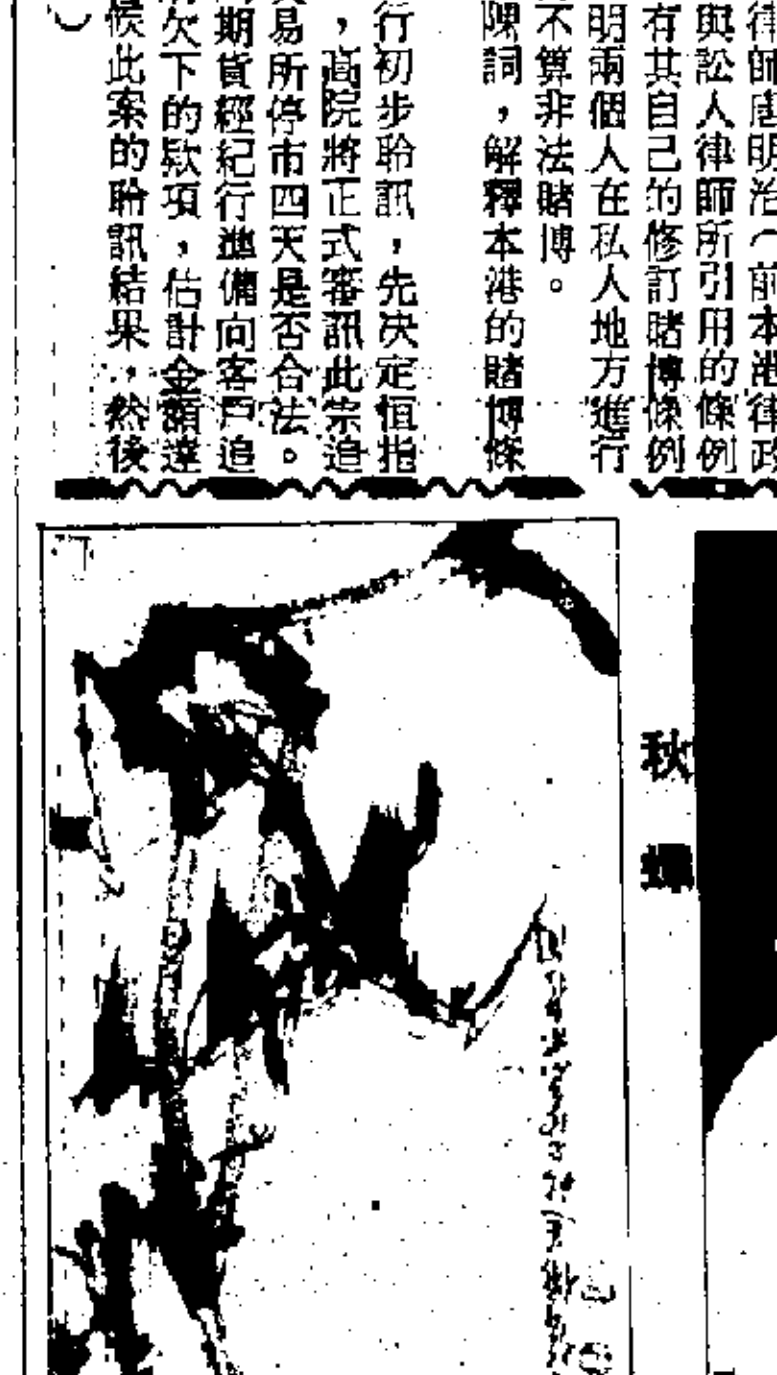 律師唐明治（前本港律政
與訟人律師所引用的條例
有其自己的修訂賭博條例
明兩個人在私人地方進行
不算非法賭博。
陳詞，解釋本港的賭博條
行初步聆訊，先決定恒指
，高院將正式審訊此宗追
易所停市四天是否合法。
期貨經紀行準備向客戶追
欠下的款項，估計金額達
候此案的聆訊結果，然後
）
秋蟬